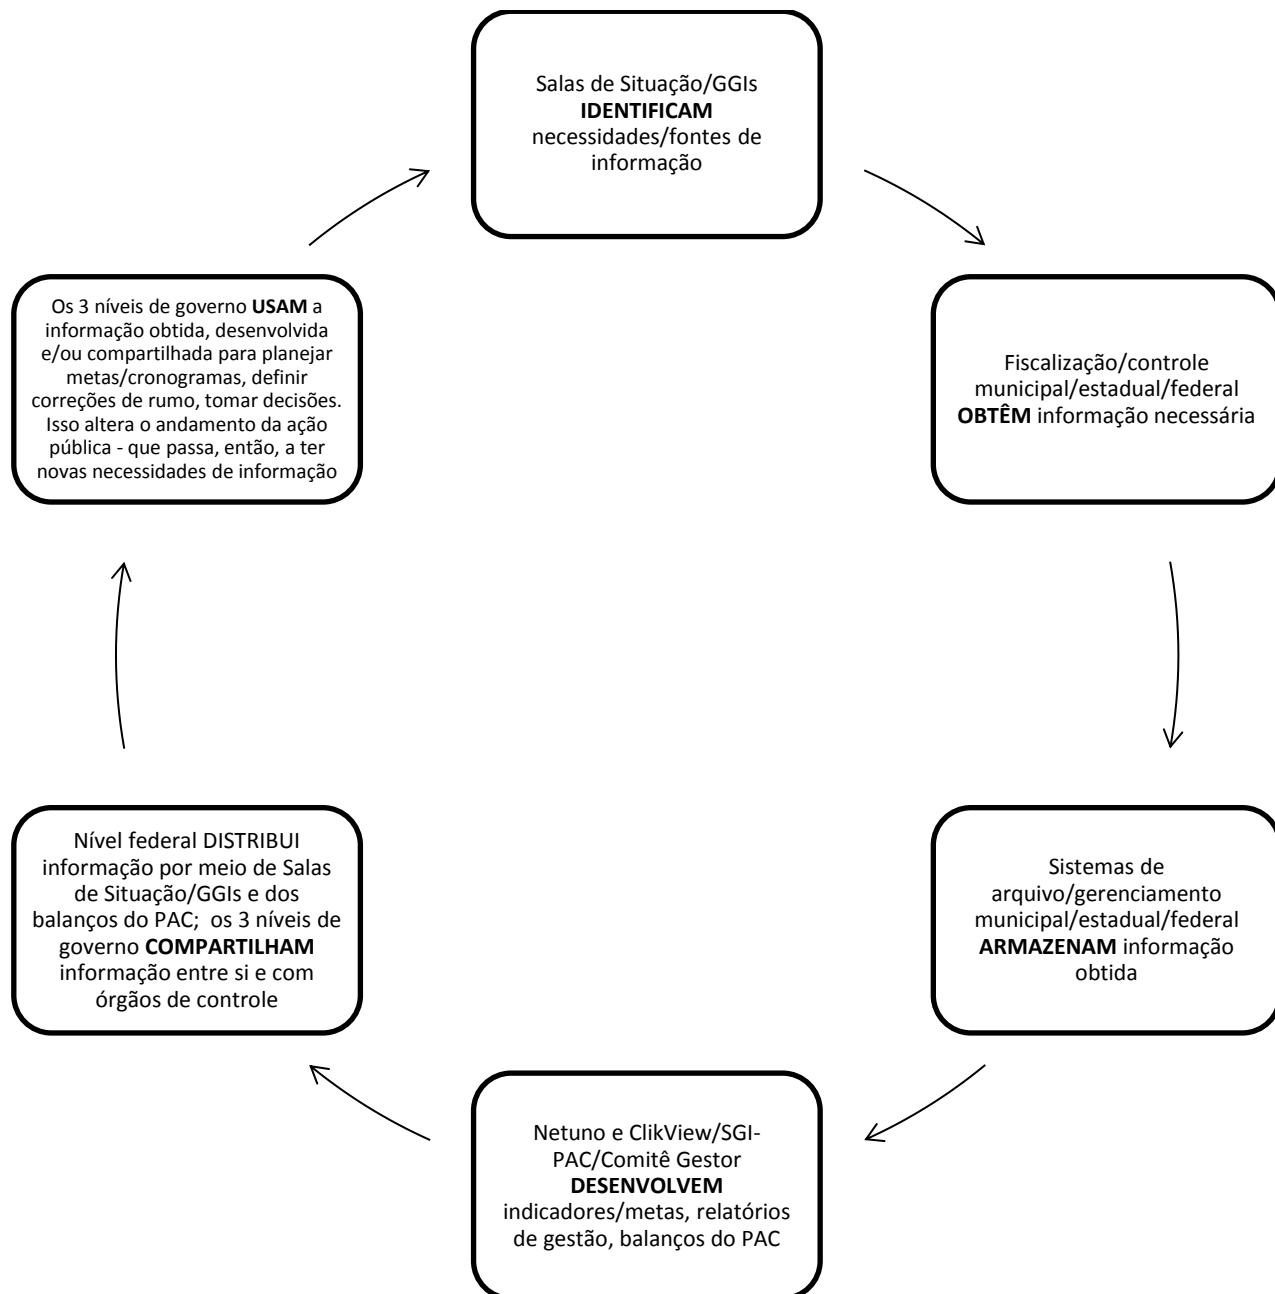 Salas de Situação/GGIs
IDENTIFICAM
necessidades/fontes de
informação
Fiscalização/controle
municipal/estadual/federal
OBTÊM informação necessária
Sistemas de
arquivo/gerenciamento
municipal/estadual/federal
ARMAZENAM informação
obtida
Netuno e ClikView/SGI-
PAC/Comitê Gestor
DESENVOLVEM
indicadores/metas, relatórios
de gestão, balanços do PAC
Nível federal DISTRIBUI
informação por meio de Salas
de Situação/GGIs e dos
balanços do PAC;  os 3 níveis de
governo COMPARTILHAM
informação entre si e com
órgãos de controle
Os 3 níveis de governo USAM a
informação obtida, desenvolvida
e/ou compartilhada para planejar
metas/cronogramas, definir
correções de rumo, tomar decisões.
Isso altera o andamento da ação
pública - que passa, então, a ter
novas necessidades de informação